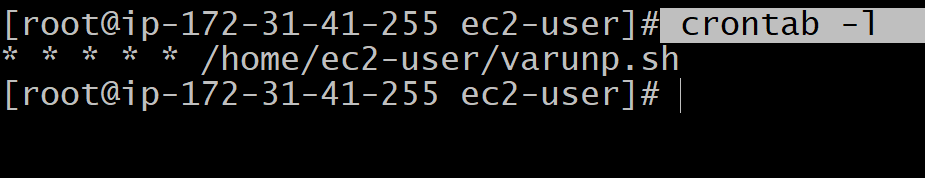 [root@ip-172-31-41-255 ec2-user]# crontab -l
* * * * * /home/ec2-user/varunp.sh
[root@ip-172-31-41-255 ec2-user]#